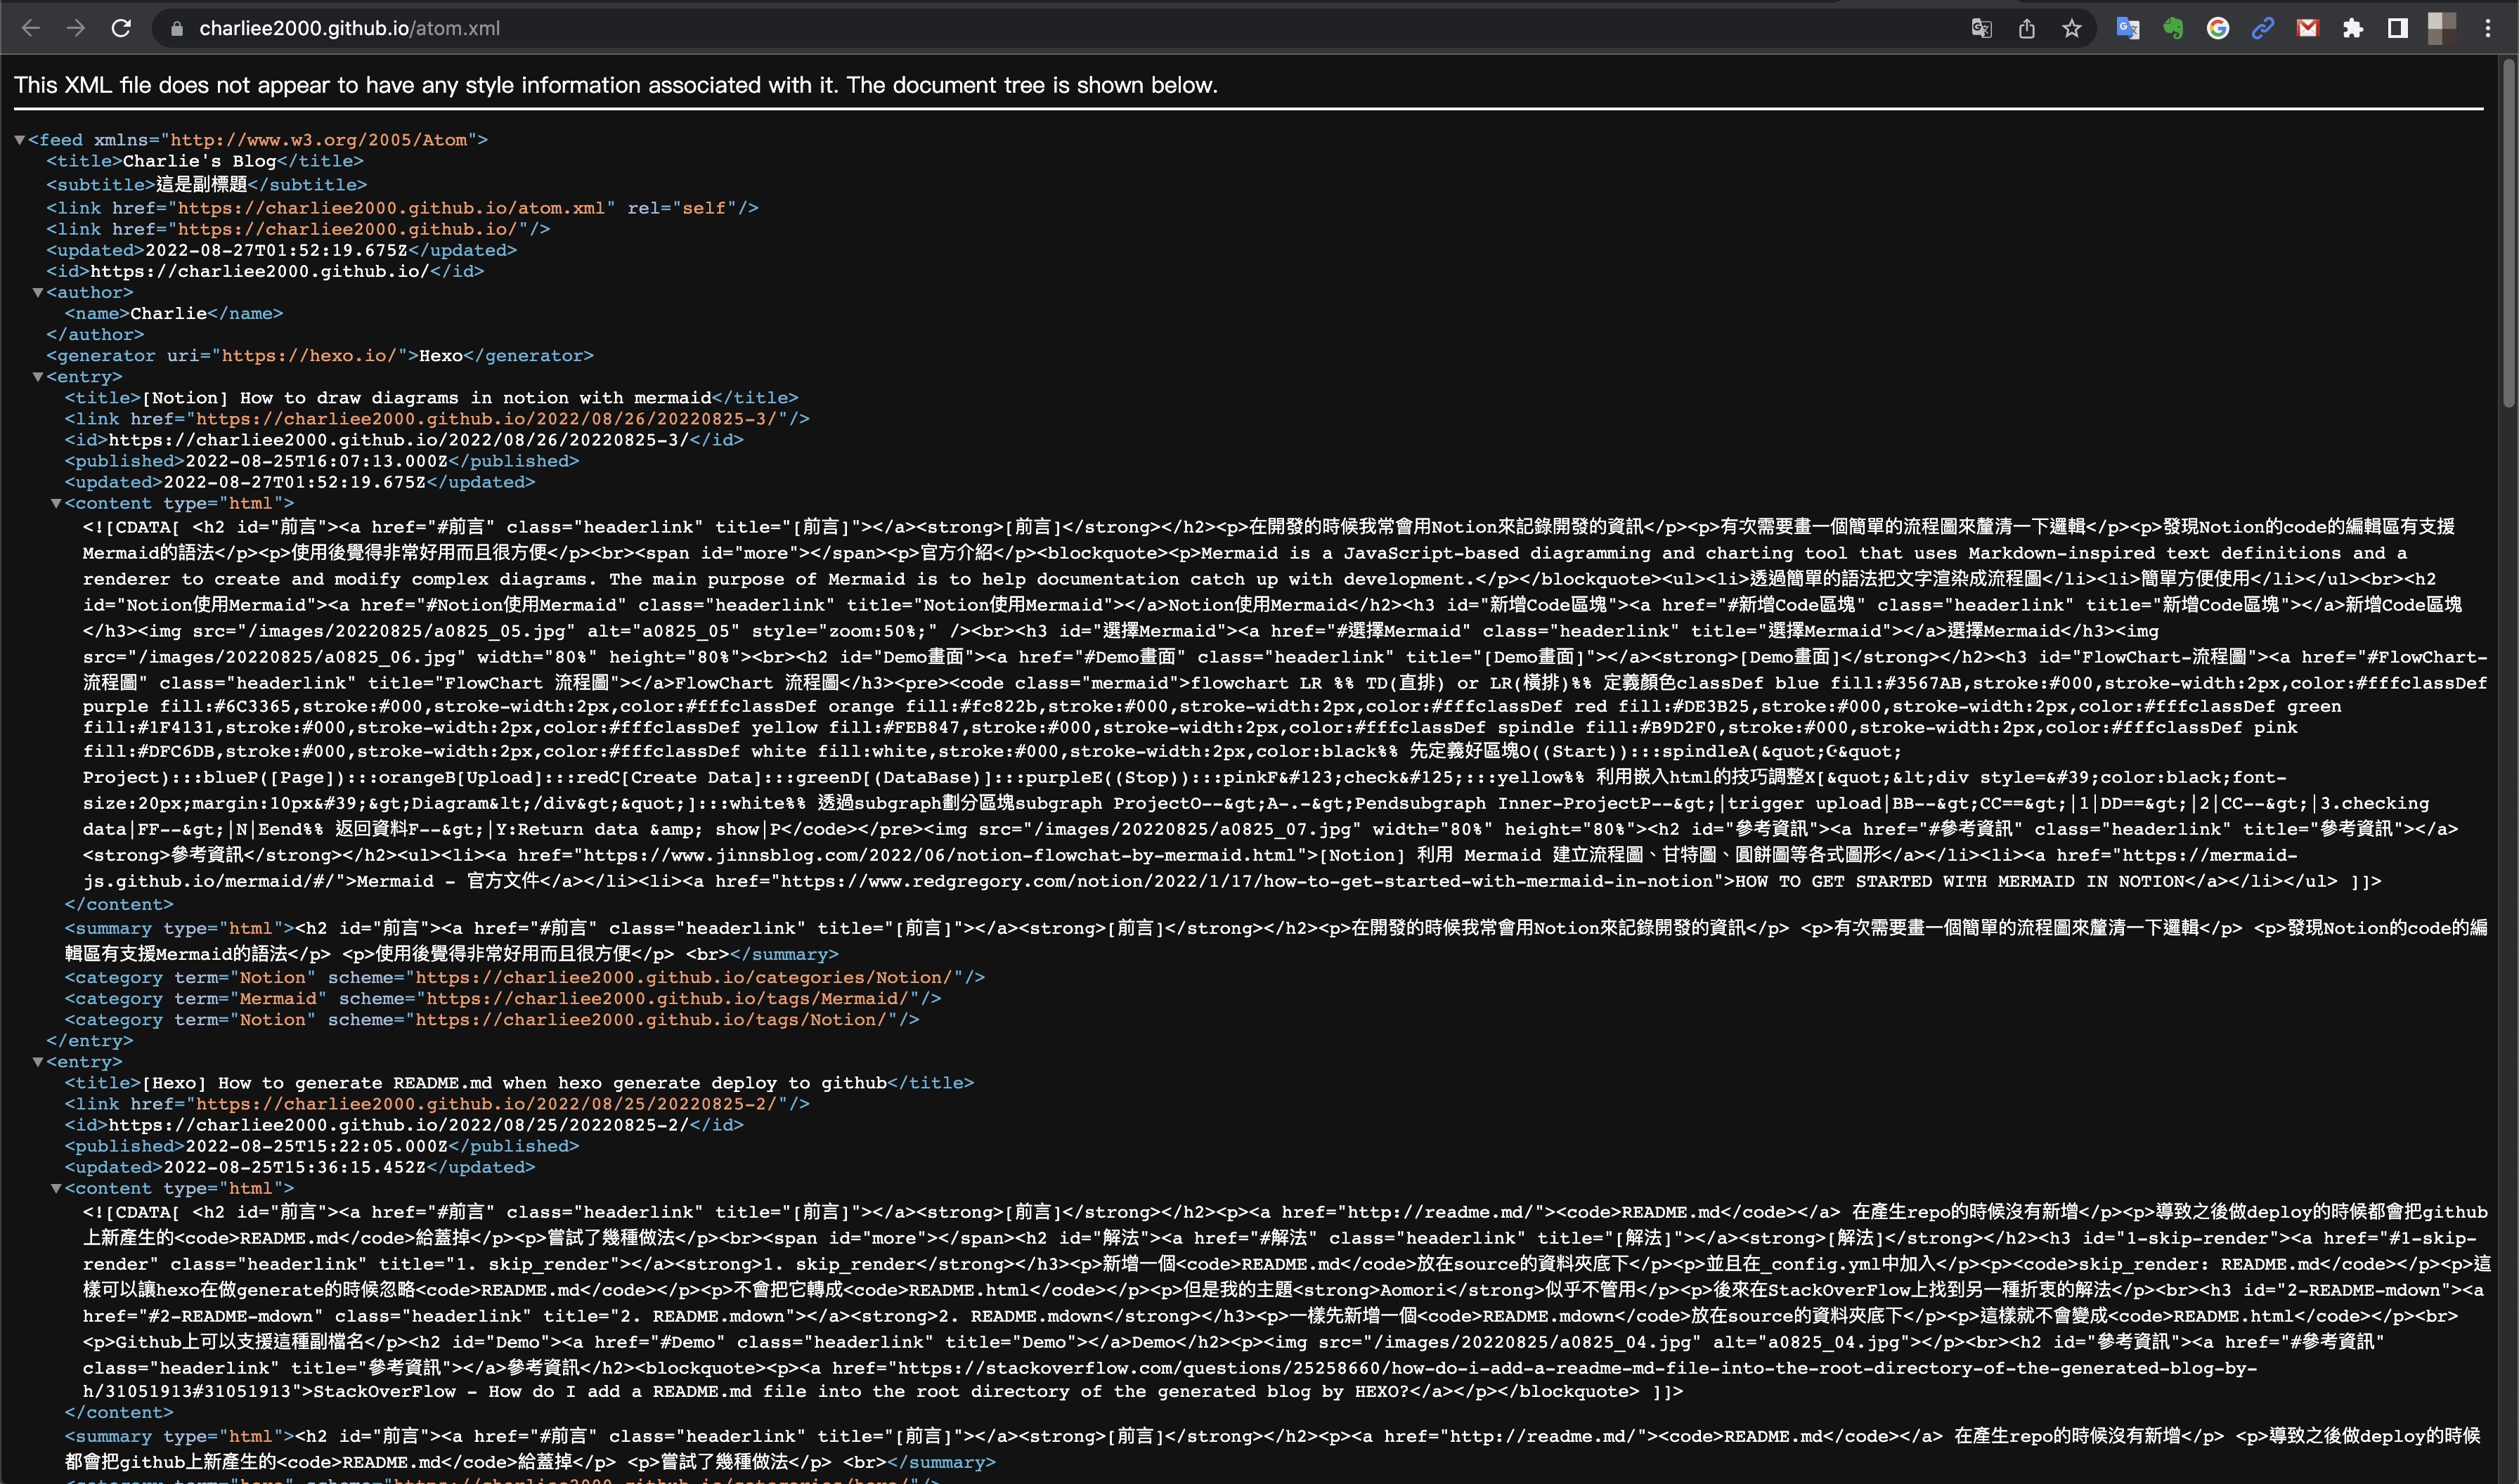 charliee2000.github.io/atom.xml
This XML file does not appear to have any style information associated with it. The document tree is shown below.
<feed xmlns="http://www.w3.org/2005/Atom">
<title>Charlie's Blog</title>
<subtitle>這是副標題</subtitle>
<link href="https://charliee2000.github.io/atom.xml" rel="self"/>
<link href="https://charliee2000.github.io/"/>
<updated>2022-08-27T01:52:19.675Z</updated>
<id>https://charliee2000.github.io/</id>
<author>
<name>Charlie</name>
</author>
<generator uri="https://hexo.io/">Hexo</generator>
<entry>
<title>[Notion] How to draw diagrams in notion with mermaid</title>
<link href="https://charliee2000.github.io/2022/08/26/20220825-3/"/>
<id>https://charliee2000.github.io/2022/08/26/20220825-3/</id>
<published>2022-08-25T16:07:13.000Z</published>
<updated>2022-08-27T01:52:19.675Z</updated>
<content type="html">
<![CDATA[ <h2 id="前言"><a href="#前言" class="headerlink" title="[前言]"></a><strong>[前言]</strong></h2><p>在開發的時候我常會用Notion來記錄開發的資訊</p><p>有次需要畫一個簡單的流程圖來釐清一下邏輯</p><p>發現Notion的code的編輯區有支援
Mermaid的語法</p><p>使用後覺得非常好用而且很方便</p><br><span id="more"></span><p>官方介紹</p><blockquote><p>Mermaid is a JavaScript-based diagramming and charting tool that uses Markdown-inspired text definitions and a
renderer to create and modify complex diagrams. The main purpose of Mermaid is to help documentation catch up with development.</p></blockquote><ul><li>透過簡單的語法把文字渲染成流程圖</li><li>簡單方便使用</li></ul><br><h2
id="Notion使用Mermaid"><a href="#Notion使用Mermaid" class="headerlink" title="Notion使用Mermaid"></a>Notion使用Mermaid</h2><h3 id="新增Code區塊"><a href="#新增Code區塊" class="headerlink" title="新增Code區塊"></a>新增Code區塊
</h3><img src="/images/20220825/a0825_05.jpg" alt="a0825_05" style="zoom:50%;" /><br><h3 id="選擇Mermaid"><a href="#選擇Mermaid" class="headerlink" title="選擇Mermaid"></a>選擇Mermaid</h3><img
src="/images/20220825/a0825_06.jpg" width="80%" height="80%"><br><h2 id="Demo畫面"><a href="#Demo畫面" class="headerlink" title="[Demo畫面]"></a><strong>[Demo畫面]</strong></h2><h3 id="FlowChart-流程圖"><a href="#FlowChart-
流程圖" class="headerlink" title="FlowChart 流程圖"></a>FlowChart 流程圖</h3><pre><code class="mermaid">flowchart LR %% TD(直排) or LR(橫排)%% 定義顏色classDef blue fill:#3567AB,stroke:#000,stroke-width:2px,color:#fffclassDef
purple fill:#6C3365,stroke:#000,stroke-width:2px,color:#fffclassDef orange fill:#fc822b,stroke:#000,stroke-width:2px,color:#fffclassDef red fill:#DE3B25,stroke:#000,stroke-width:2px,color:#fffclassDef green
fill:#1F4131,stroke:#000,stroke-width:2px,color:#fffclassDef yellow fill:#FEB847,stroke:#000,stroke-width:2px,color:#fffclassDef spindle fill:#B9D2F0,stroke:#000,stroke-width:2px,color:#fffclassDef pink
fill:#DFC6DB,stroke:#000,stroke-width:2px,color:#fffclassDef white fill:white,stroke:#000,stroke-width:2px,color:black%% 先定義好區塊O((Start)):::spindleA(&quot;☪&quot;
Project):::blueP([Page]):::orangeB[Upload]:::redC[Create Data]:::greenD[(DataBase)]:::purpleE((Stop)):::pinkF&#123;check&#125;:::yellow%% 利用嵌入html的技巧調整X[&quot;&lt;div style=&#39;color:black;font-
size:20px;margin:10px&#39;&gt;Diagram&lt;/div&gt;&quot;]:::white%% 透過subgraph劃分區塊subgraph ProjectO--&gt;A-.-&gt;Pendsubgraph Inner-ProjectP--&gt;|trigger upload|BB--&gt;CC==&gt;|1|DD==&gt;|2|CC--&gt;|3.checking
data|FF--&gt;|N|Eend%% 返回資料F--&gt;|Y:Return data &amp; show|P</code></pre><img src="/images/20220825/a0825_07.jpg" width="80%" height="80%"><h2 id="參考資訊"><a href="#參考資訊" class="headerlink" title="參考資訊"></a>
<strong>參考資訊</strong></h2><ul><li><a href="https://www.jinnsblog.com/2022/06/notion-flowchat-by-mermaid.html">[Notion] 利用 Mermaid 建立流程圖、甘特圖、圓餅圖等各式圖形</a></li><li><a href="https://mermaid-
js.github.io/mermaid/#/">Mermaid - 官方文件</a></li><li><a href="https://www.redgregory.com/notion/2022/1/17/how-to-get-started-with-mermaid-in-notion">HOW TO GET STARTED WITH MERMAID IN NOTION</a></li></ul> ]]>
</content>
<summary type="html"><h2 id="前言"><a href="#前言" class="headerlink" title="[前言]"></a><strong>[前言]</strong></h2><p>在開發的時候我常會用Notion來記錄開發的資訊</p> <p>有次需要畫一個簡單的流程圖來釐清一下邏輯</p> <p>發現Notion的code的編
輯區有支援Mermaid的語法</p> <p>使用後覺得非常好用而且很方便</p> <br></summary>
<category term="Notion" scheme="https://charliee2000.github.io/categories/Notion/"/>
<category term="Mermaid" scheme="https://charliee2000.github.io/tags/Mermaid/"/>
<category term="Notion" scheme="https://charliee2000.github.io/tags/Notion/"/>
</entry>
<entry>
<title>[Hexo] How to generate README.md when hexo generate deploy to github</title>
<link href="https://charliee2000.github.io/2022/08/25/20220825-2/"/>
<id>https://charliee2000.github.io/2022/08/25/20220825-2/</id>
<published>2022-08-25T15:22:05.000Z</published>
<updated>2022-08-25T15:36:15.452Z</updated>
<content type="html">
<![CDATA[ <h2 id="前言"><a href="#前言" class="headerlink" title="[前言]"></a><strong>[前言]</strong></h2><p><a href="http://readme.md/"><code>README.md</code></a> 在產生repo的時候沒有新增</p><p>導致之後做deploy的時候都會把github
上新產生的<code>README.md</code>給蓋掉</p><p>嘗試了幾種做法</p><br><span id="more"></span><h2 id="解法"><a href="#解法" class="headerlink" title="[解法]"></a><strong>[解法]</strong></h2><h3 id="1-skip-render"><a href="#1-skip-
render" class="headerlink" title="1. skip_render"></a><strong>1. skip_render</strong></h3><p>新增一個<code>README.md</code>放在source的資料夾底下</p><p>並且在_config.yml中加入</p><p><code>skip_render: README.md</code></p><p>這
樣可以讓hexo在做generate的時候忽略<code>README.md</code></p><p>不會把它轉成<code>README.html</code></p><p>但是我的主題<strong>Aomori</strong>似乎不管用</p><p>後來在StackOverFlow上找到另一種折衷的解法</p><br><h3 id="2-README-mdown"><a
href="#2-README-mdown" class="headerlink" title="2. README.mdown"></a><strong>2. README.mdown</strong></h3><p>一樣先新增一個<code>README.mdown</code>放在source的資料夾底下</p><p>這樣就不會變成<code>README.html</code></p><br>
<p>Github上可以支援這種副檔名</p><h2 id="Demo"><a href="#Demo" class="headerlink" title="Demo"></a>Demo</h2><p><img src="/images/20220825/a0825_04.jpg" alt="a0825_04.jpg"></p><br><h2 id="參考資訊"><a href="#參考資訊"
class="headerlink" title="參考資訊"></a>參考資訊</h2><blockquote><p><a href="https://stackoverflow.com/questions/25258660/how-do-i-add-a-readme-md-file-into-the-root-directory-of-the-generated-blog-by-
h/31051913#31051913">StackOverFlow - How do I add a README.md file into the root directory of the generated blog by HEXO?</a></p></blockquote> ]]>
</content>
<summary type="html"><h2 id="前言"><a href="#前言" class="headerlink" title="[前言]"></a><strong>[前言]</strong></h2><p><a href="http://readme.md/"><code>README.md</code></a> 在產生repo的時候沒有新增</p> <p>導致之後做deploy的時候
都會把github上新產生的<code>README.md</code>給蓋掉</p> <p>嘗試了幾種做法</p> <br></summary>